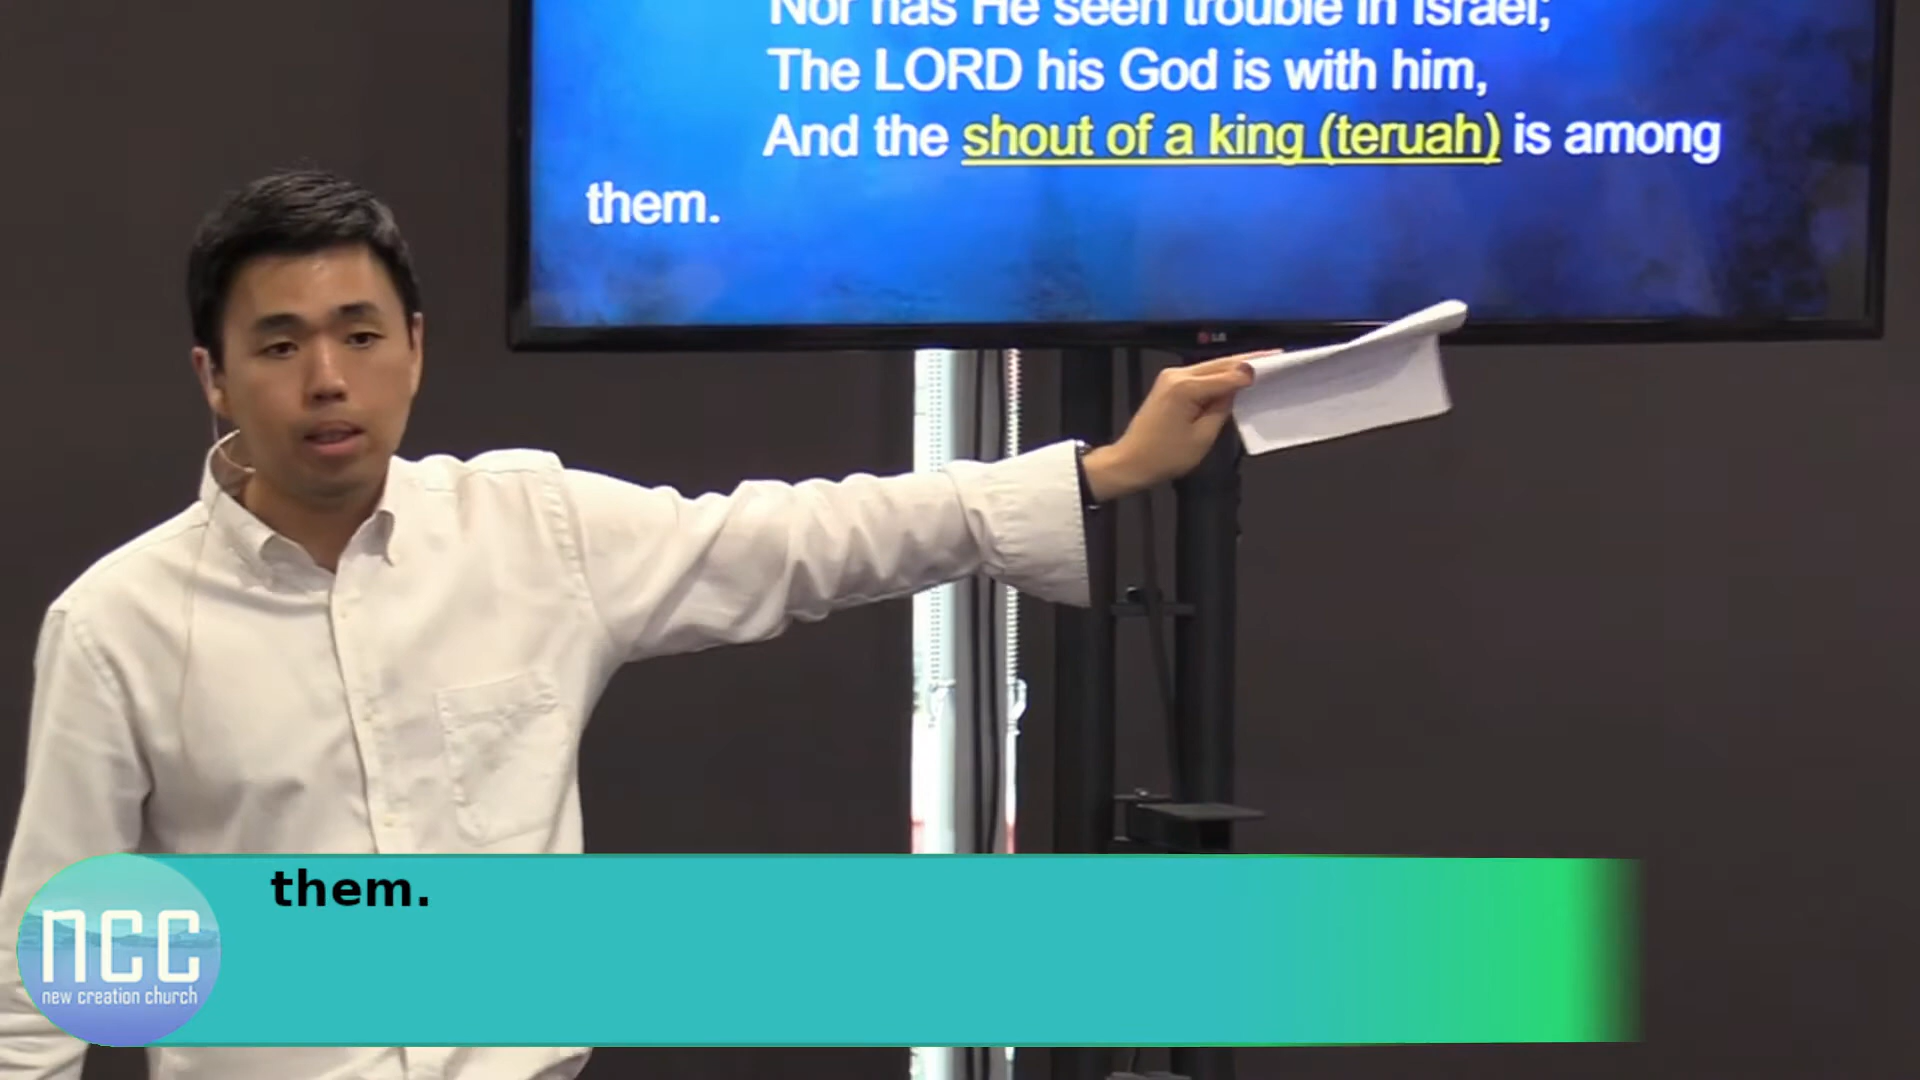 Nor has He seen trouble in Israel;
The LORD his God is with him,
And the shout of a king (teruah) is among
them.
LG
them.
ncc
new creation church